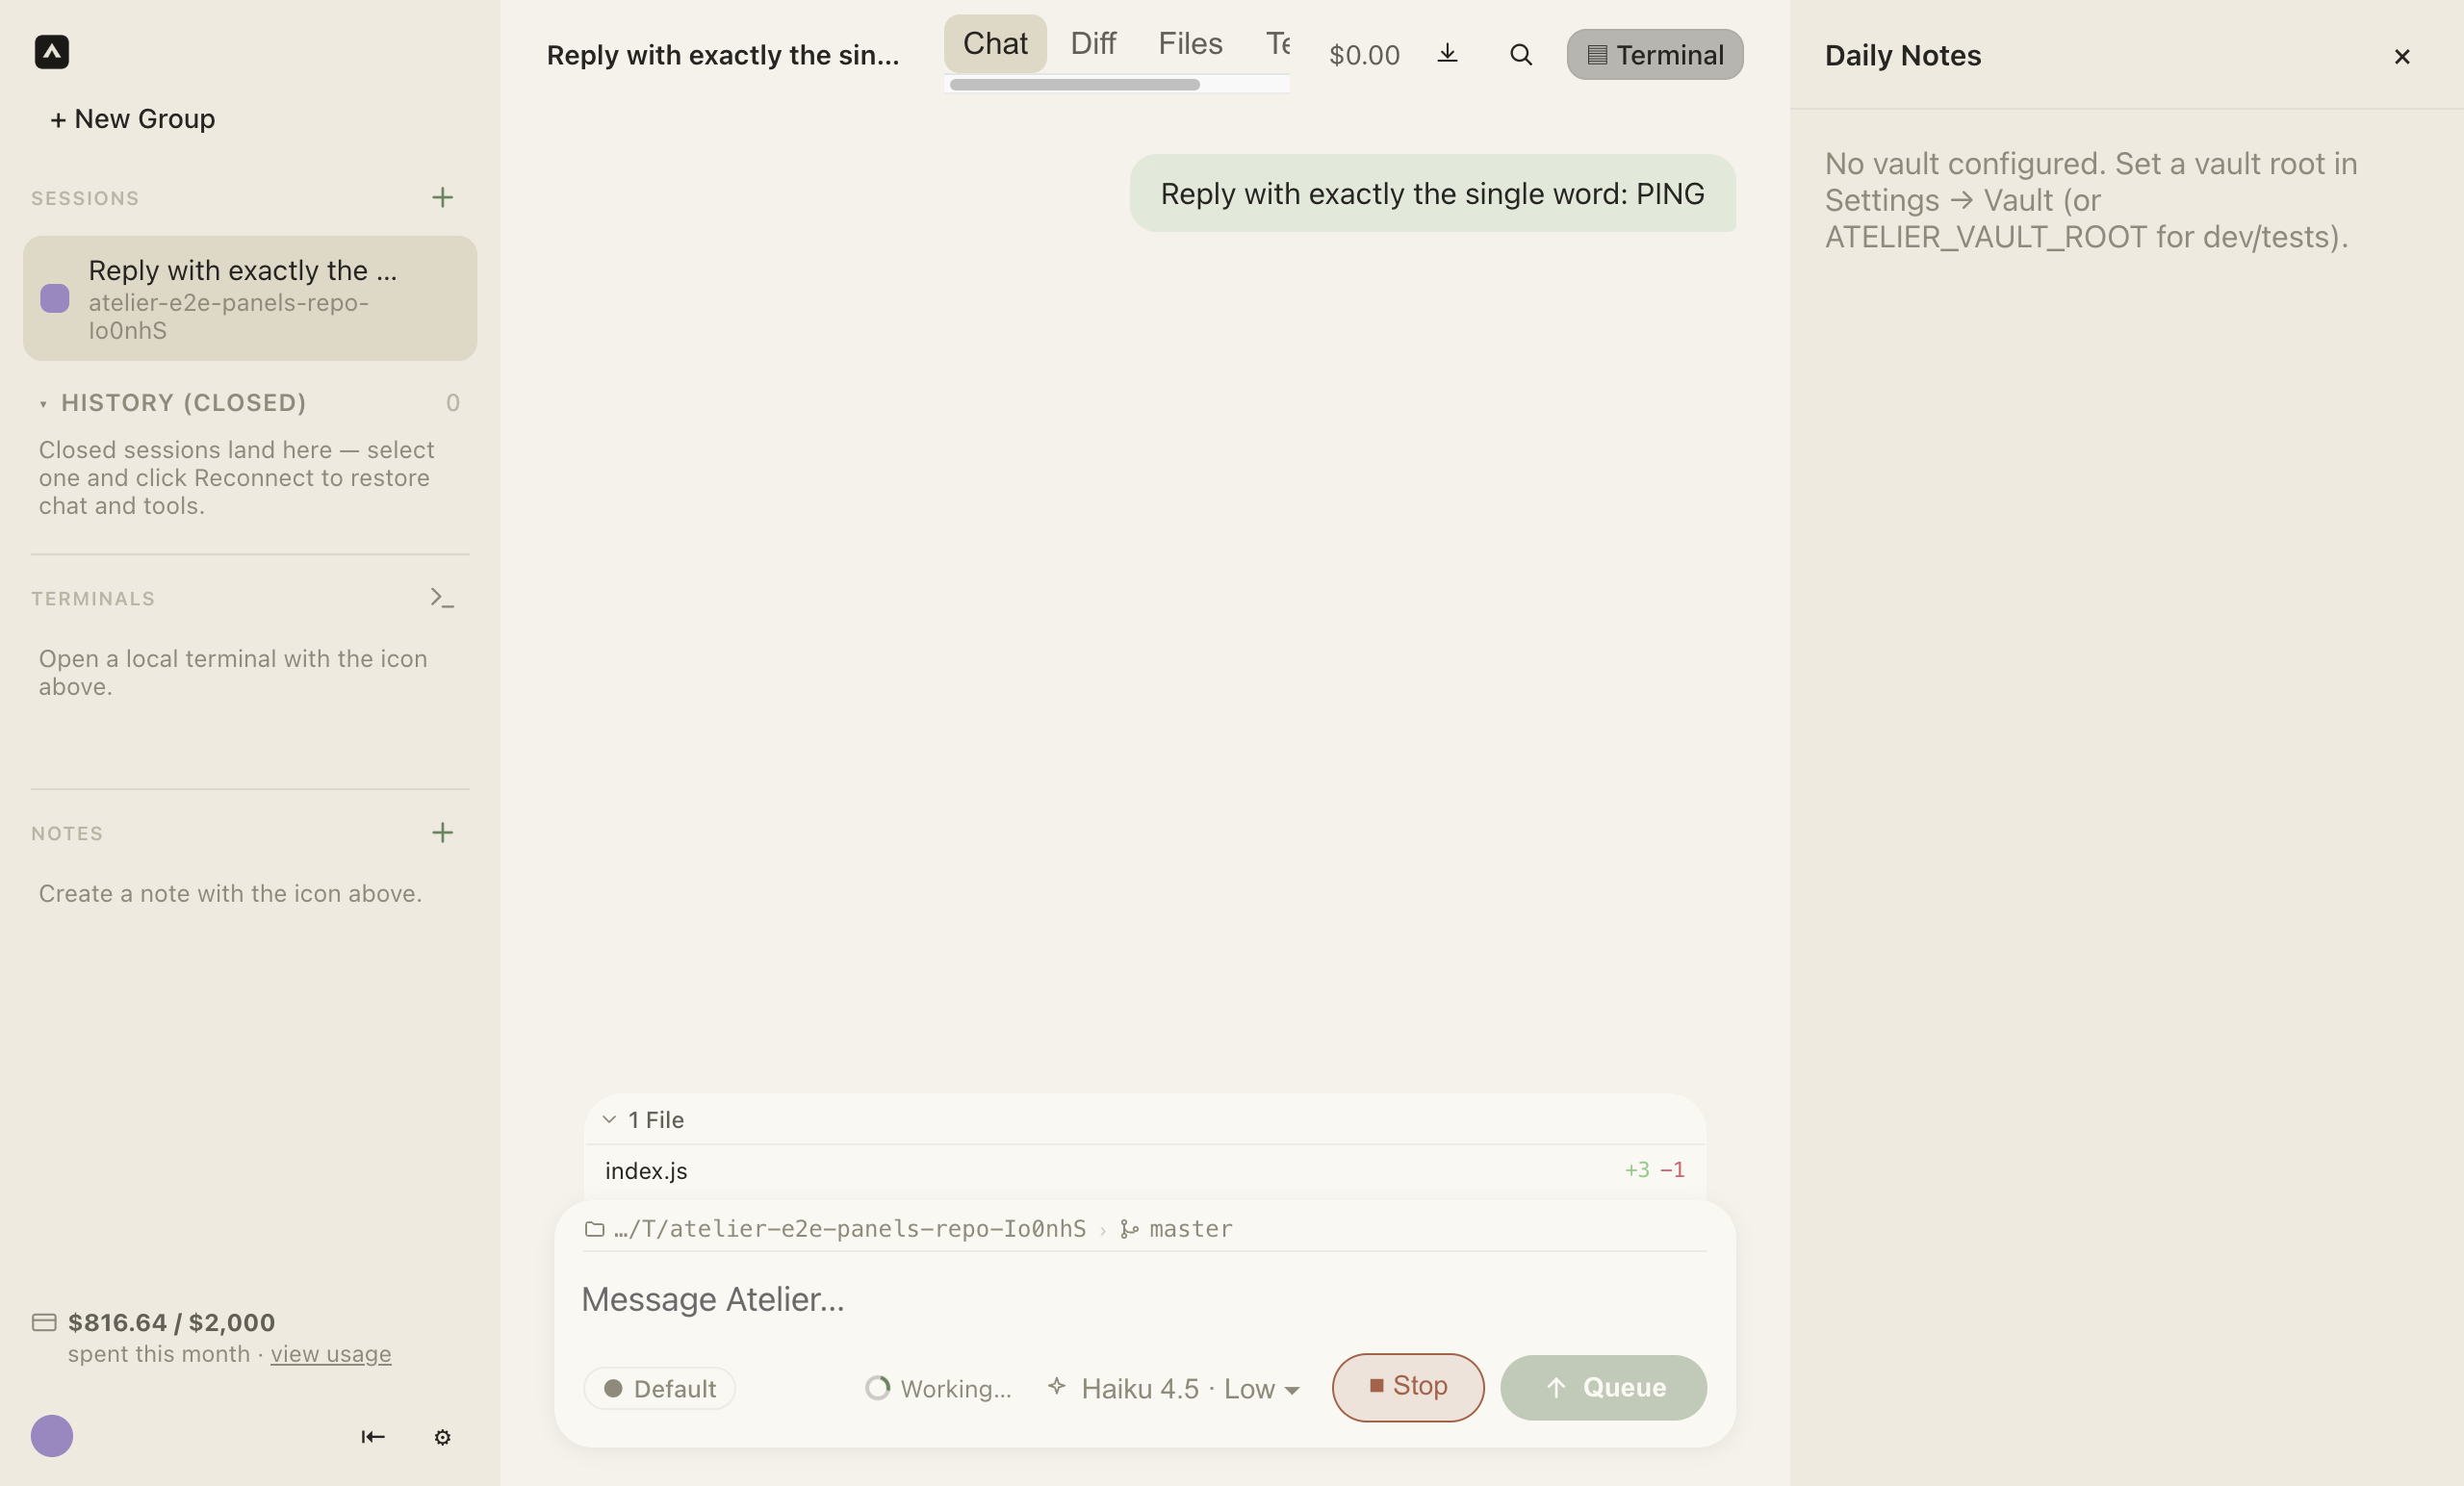 + New Group
SESSIONS
Reply with exactly the ...
atelier-e2e-panels-repo-
Io0nhS
HISTORY (CLOSED) 0
Closed sessions land here — select
one and click Reconnect to restore
chat and tools.
TERMINALS
Open a local terminal with the icon
above.
NOTES
Create a note with the icon above.
$816.64 / $2,000
spent this month · view usage
Reply with exactly the sin...
Chat Diff Files Te
$0.00
Terminal
Reply with exactly the single word: PING
1 File
index.js +3 −1
…/T/atelier-e2e-panels-repo-Io0nhS › master
Message Atelier...
Default
Working...
Haiku 4.5 · Low
Stop
Queue
Daily Notes
No vault configured. Set a vault root in
Settings → Vault (or
ATELIER_VAULT_ROOT for dev/tests).